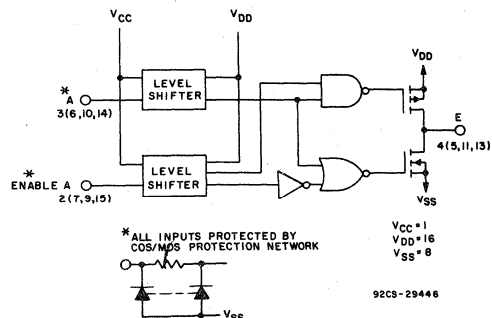 VCC
VDD
LEVEL
SHIFTER
VDD
* A
3(6,10,14)
E
4(5,11,13)
LEVEL
SHIFTER
*
ENABLE A
2(7,9,15)
VSS
* ALL INPUTS PROTECTED BY
COS/MOS PROTECTION NETWORK
VSS
VCC = 1
VDD = 16
VSS = 8
92CS-29446